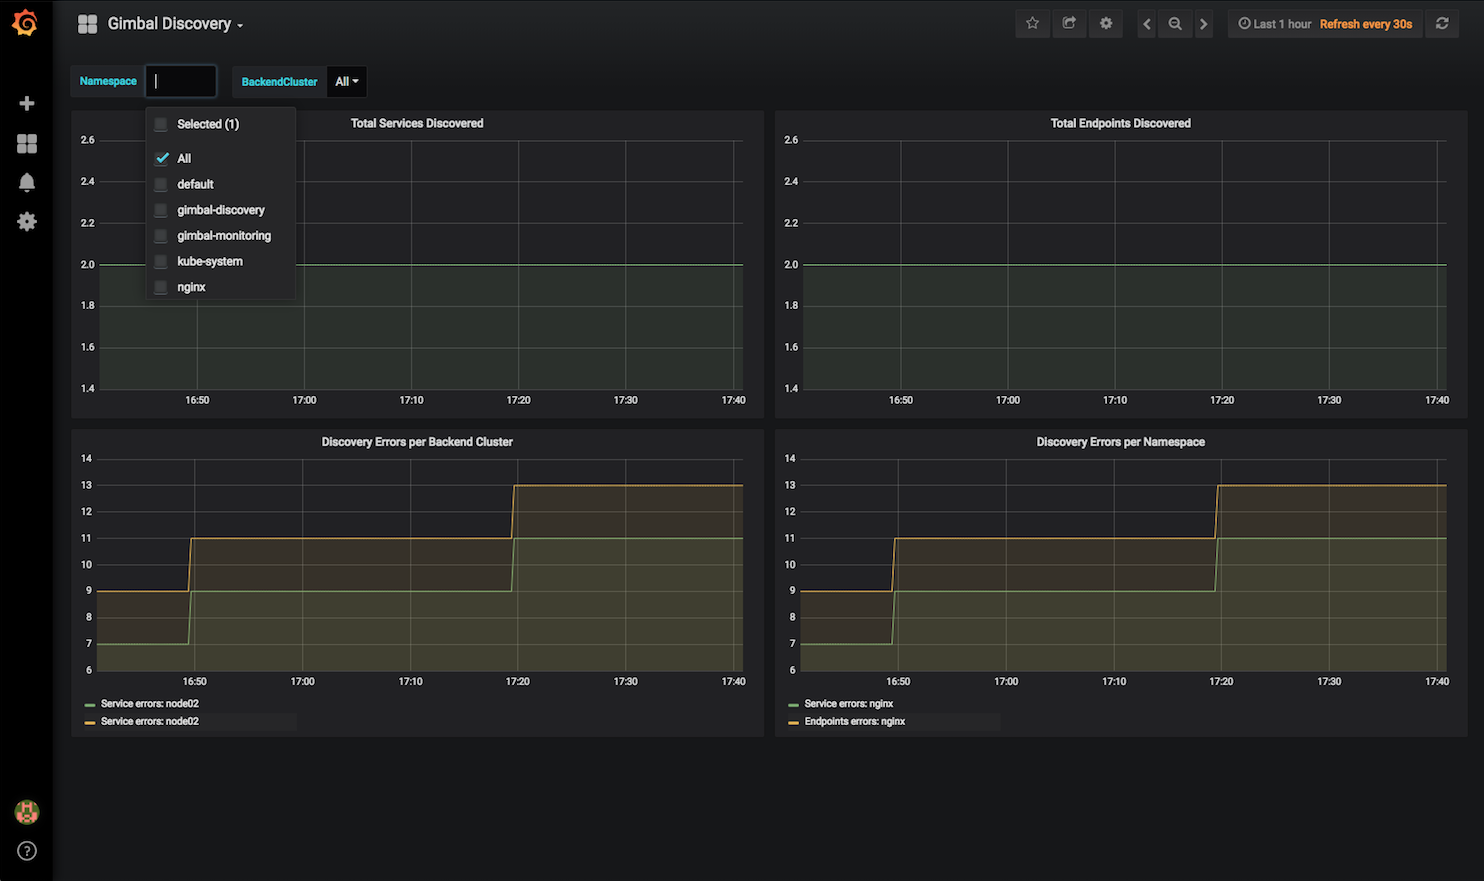 Gimbal Discovery
Last 1 hour Refresh every 30s
Namespace
BackendCluster All
Selected (1)
All
default
gimbal-discovery
gimbal-monitoring
kube-system
nginx
Total Services Discovered
2.6
2.4
2.2
2.0
1.8
1.6
1.4
16:50 17:00 17:10 17:20 17:30 17:40
Total Endpoints Discovered
2.6
2.4
2.2
2.0
1.8
1.6
1.4
16:50 17:00 17:10 17:20 17:30 17:40
Discovery Errors per Backend Cluster
14
13
12
11
10
9
8
7
6
16:50 17:00 17:10 17:20 17:30 17:40
Service errors: node02
Service errors: node02
Discovery Errors per Namespace
14
13
12
11
10
9
8
7
6
16:50 17:00 17:10 17:20 17:30 17:40
Service errors: nginx
Endpoints errors: nginx